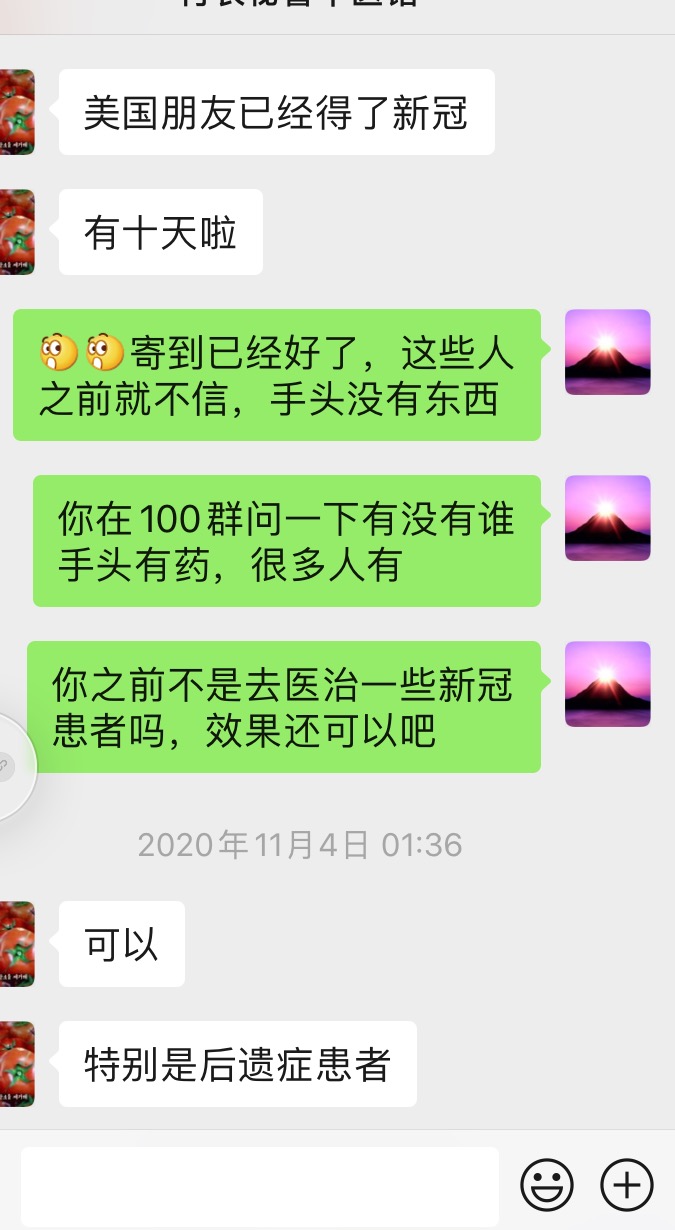 美国朋友已经得了新冠
有十天啦
寄到已经好了，这些人
之前就不信，手头没有东西
你在100群问一下有没有谁
手头有药，很多人有
你之前不是去医治一些新冠
患者吗，效果还可以吧
2020年11月4日 01:36
可以
特别是后遗症患者